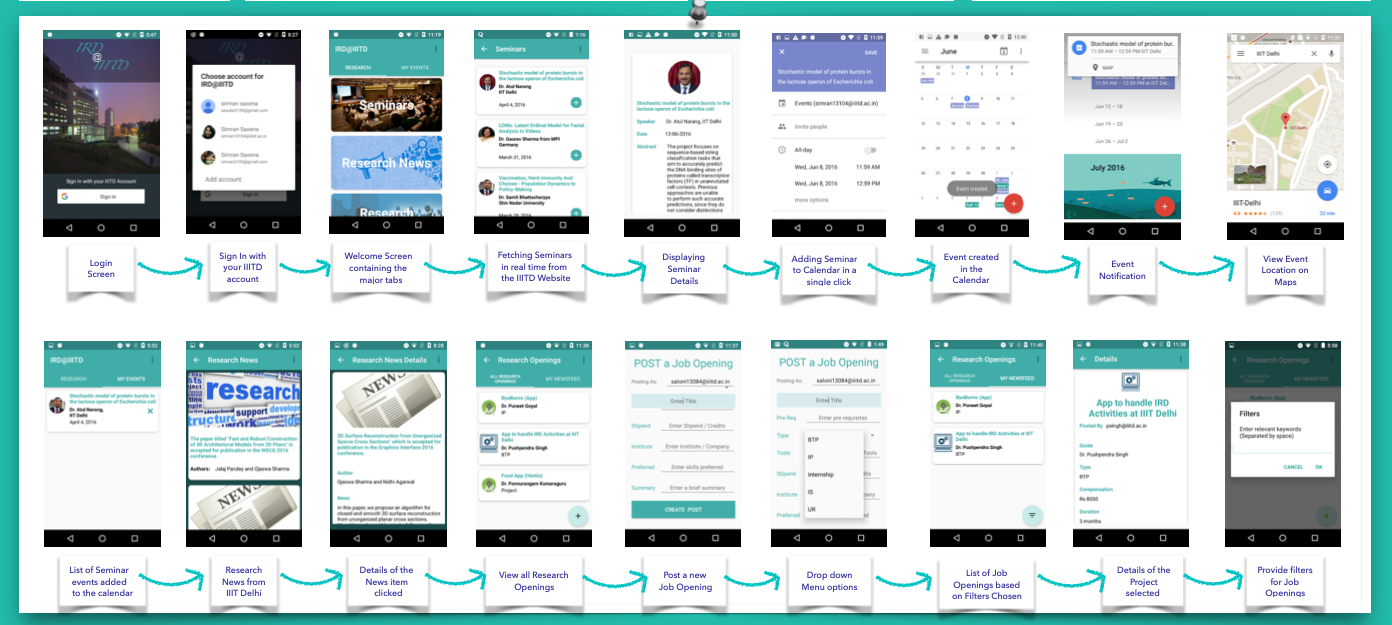 5:47
IRD
@
IIITD
Sign in with your IIITD Account
Sign in
8:27
Choose account for
IRD@IIITD
simran saxena
Simran Saxena
Simran Saxena
Add account
11:19
IRD@IIITD
RESEARCH MY EVENTS
Seminars
Research News
Research
1:16
Seminars
Stochastic model of protein bursts in
the lactose operon of Escherichia coli
Dr. Atul Narang
IIT Delhi
April 4, 2016
LOMo: Latent Ordinal Model for Facial
Analysis in Videos
Dr. Gaurav Sharma from MPI
Germany
March 31, 2016
Vaccination, Herd-Immunity And
Choices - Population Dynamics to
Policy-Making
Dr. Samit Bhattacharyya
Shiv Nadar University
11:50
Stochastic model of protein bursts in the
lactose operon of Escherichia coli
Speaker Dr. Atul Narang, IIT Delhi
Date 12-06-2016
Abstract The project focuses on
sequence-based string
classification tasks that
aim to accurately predict
the DNA binding sites of
proteins called transcription
factors (TF) in unannotated
cell contexts. Previous
approaches are unable
to perform such accurate
predictions, since they do
not consider distinctions
11:59
SAVE
Stochastic model of protein bursts in
the lactose operon of Escherichia coli
Events (simran13104@iiitd.ac.in)
Invite people
All-day
Wed, Jun 8, 2016 11:59 AM
Wed, Jun 8, 2016 12:59 PM
more options
12:00
June
Event created
Stochastic model of protein bur...
11:59 AM – 12:59 PM IIT Delhi
MAP
Jun 12 – 18
Jun 19 – 25
Jun 26 – Jul 2
July 2016
IIIT Delhi
IIIT-Delhi
IIIT-Delhi
4.6
32 min
Login
Screen
Sign In with
your IIITD
account
Welcome Screen
containing the
major tabs
Fetching Seminars
in real time from
the IIITD Website
Displaying
Seminar
Details
Adding Seminar
to Calendar in a
single click
Event created
in the
Calendar
Event
Notification
View Event
Location on
Maps
5:52
IRD@IIITD
RESEARCH MY EVENTS
Stochastic model of protein bursts in
the lactose operon of Escherichia coli
Dr. Atul Narang,
IIT Delhi
April 4, 2016
5:52
Research News
research
support
The paper titled "Fast and Robust Construction
of 3D Architectural Models from 2D Plans" is
accepted for publication in the WSCG 2016
conference.
Authors: Jalaj Pandey and Ojaswa Sharma
NEWS
8:28
Research News Details
NEWS
3D Surface Reconstruction from Unorganized
Sparse Cross Sections" which is accepted for
publication in the Graphics Interface 2016
conference.
Author
Ojaswa Sharma and Nidhi Agarwal
News
In this paper, we propose an algorithm for
closed and smooth 3D surface reconstruction
from unorganized planar cross sections.
11:38
Research Openings
ALL RESEARCH
OPENINGS
MY NEWSFEED
ByeBurns (App)
Dr. Puneet Goyal
IP
App to handle IRD Activities at IIIT
Delhi
Dr. Pushpendra Singh
BTP
Food App (Heelis)
Dr. Ponnurangam Kumaraguru
Project
11:37
POST a Job Opening
Posting As: saloni13084@iiitd.ac.in
Enter Title
Stipend Enter Stipend / Credits
Institute Enter Institute / Company
Preferred Enter skills preferred
Summary Enter a brief summary
CREATE POST
1:49
POST a Job Opening
Posting As: saloni13084@iiitd.ac.in
Enter Title
Pre Req Enter pre requisites
Type
BTP
Tools
IP
Stipend
Internship
Institute
IS
Preferred
UR
11:40
Research Openings
ALL RESEARCH
OPENINGS
MY NEWSFEED
ByeBurns (App)
Dr. Puneet Goyal
IP
App to handle IRD Activities at IIIT
Delhi
Dr. Pushpendra Singh
BTP
11:38
Details
App to handle IRD
Activities at IIIT Delhi
Posted By psingh@iiitd.ac.in
Guide
Dr. Pushpendra Singh
Type
BTP
Compensation
Rs 8000
Duration
3 months
5:58
Research Openings
Filters
Enter relevant keywords
(Separated by space)
CANCEL OK
List of Seminar
events added
to the calendar
Research
News from
IIIT Delhi
Details of the
News item
clicked
View all Research
Openings
Post a new
Job Opening
Drop down
Menu options
List of Job
Openings based
on Filters Chosen
Details of the
Project
selected
Provide filters
for Job
Openings